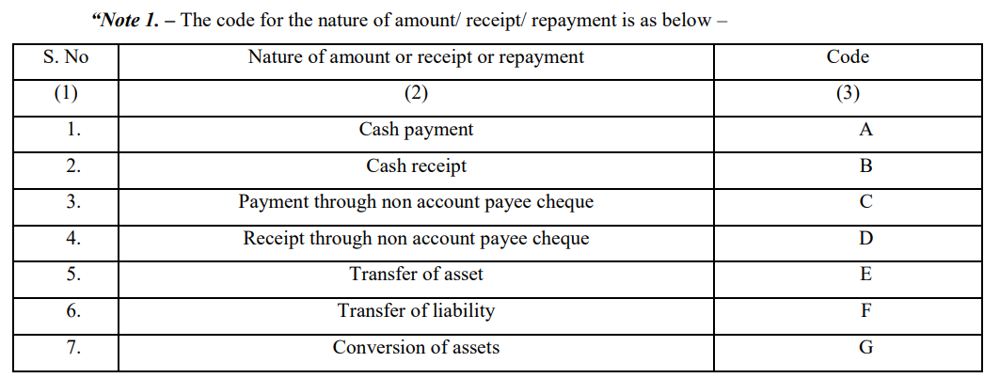 “Note 1. – The code for the nature of amount/ receipt/ repayment is as below –
S. No Nature of amount or receipt or repayment Code
(1) (2) (3)
1. Cash payment A
2. Cash receipt B
3. Payment through non account payee cheque C
4. Receipt through non account payee cheque D
5. Transfer of asset E
6. Transfer of liability F
7. Conversion of assets G